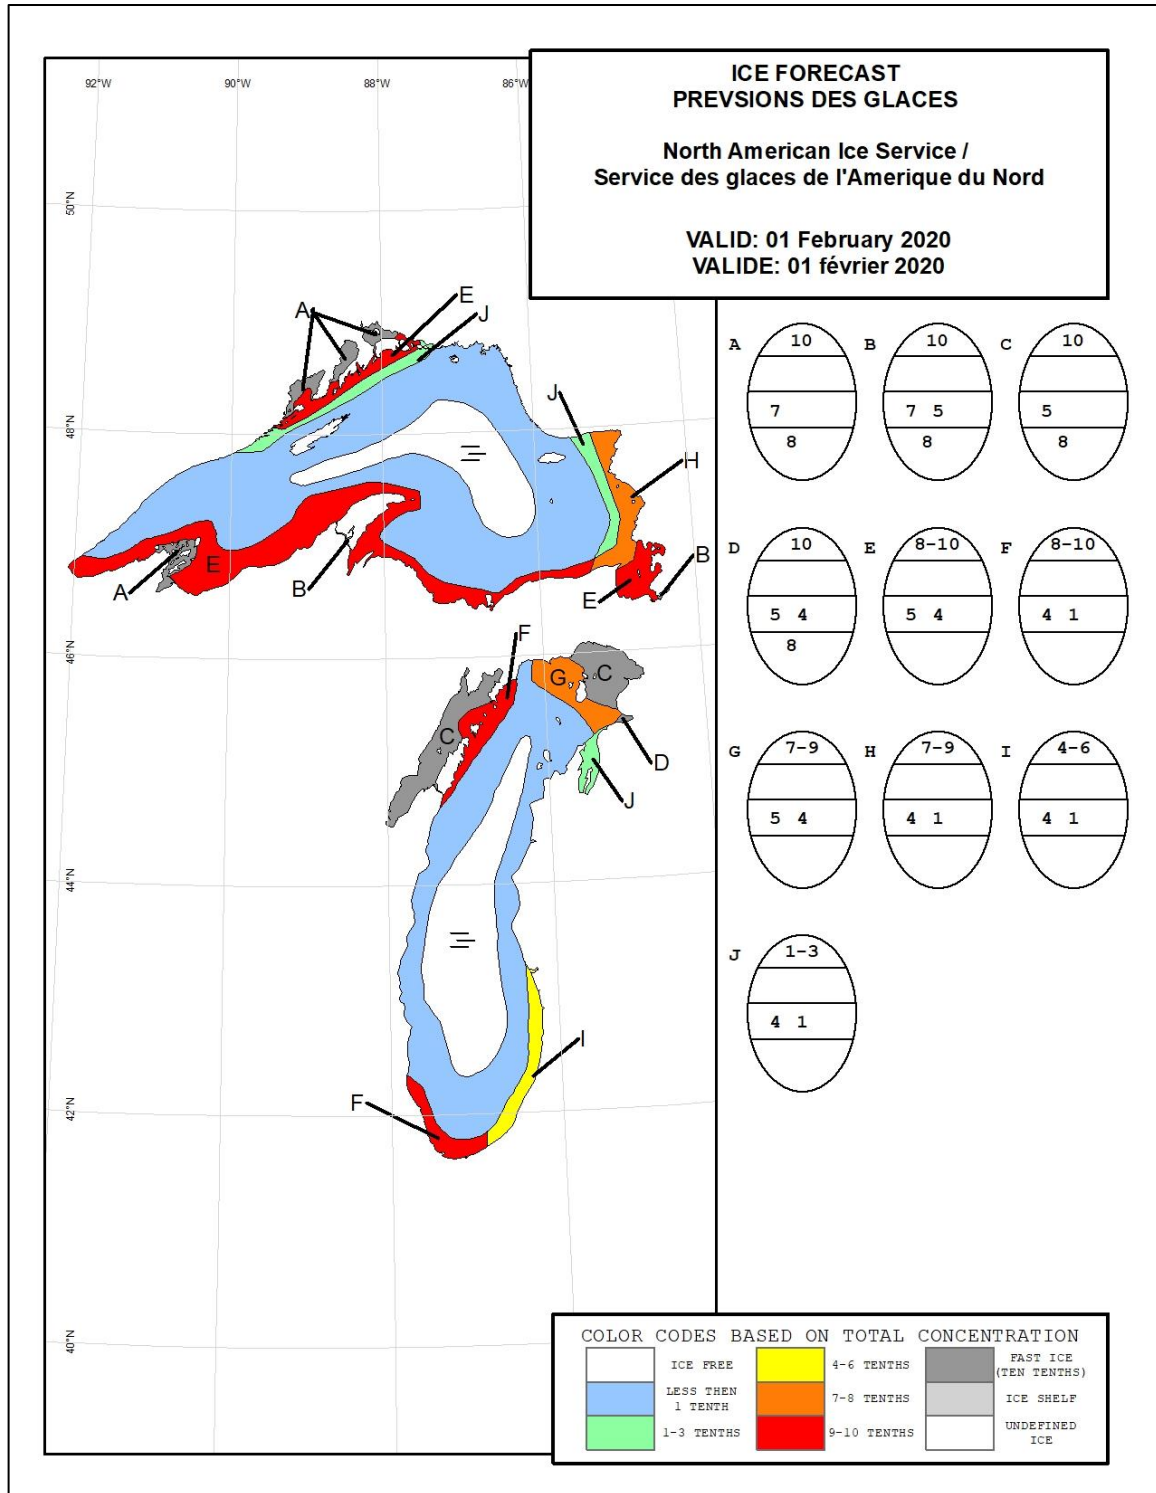 ICE FORECAST
PREVSIONS DES GLACES
North American Ice Service /
Service des glaces de l'Amerique du Nord
VALID: 01 February 2020
VALIDE: 01 février 2020
92°W 90°W 88°W 86°W
50°N
48°N
46°N
44°N
42°N
40°N
A
E
J
J
H
B
E
A
B
E
F
G
C
C
D
J
I
F
A
10
7
8
B
10
7 5
8
C
10
5
8
D
10
5 4
8
E
8-10
5 4
F
8-10
4 1
G
7-9
5 4
H
7-9
4 1
I
4-6
4 1
J
1-3
4 1
COLOR CODES BASED ON TOTAL CONCENTRATION
ICE FREE
LESS THEN
1 TENTH
1-3 TENTHS
4-6 TENTHS
7-8 TENTHS
9-10 TENTHS
FAST ICE
(TEN TENTHS)
ICE SHELF
UNDEFINED
ICE